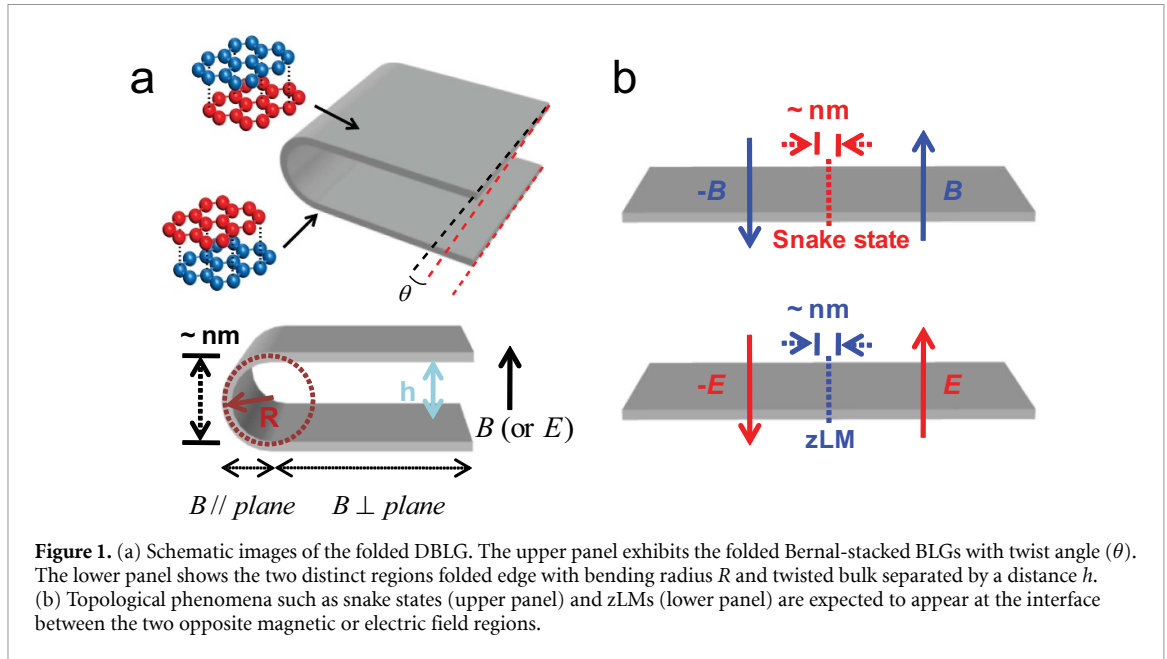 a
b
θ
~ nm
R
h
B (or E)
B // plane
B ⊥ plane
~ nm
-B
B
Snake state
~ nm
-E
E
zLM
Figure 1. (a) Schematic images of the folded DBLG. The upper panel exhibits the folded Bernal-stacked BLGs with twist angle (θ).
The lower panel shows the two distinct regions folded edge with bending radius R and twisted bulk separated by a distance h.
(b) Topological phenomena such as snake states (upper panel) and zLMs (lower panel) are expected to appear at the interface
between the two opposite magnetic or electric field regions.